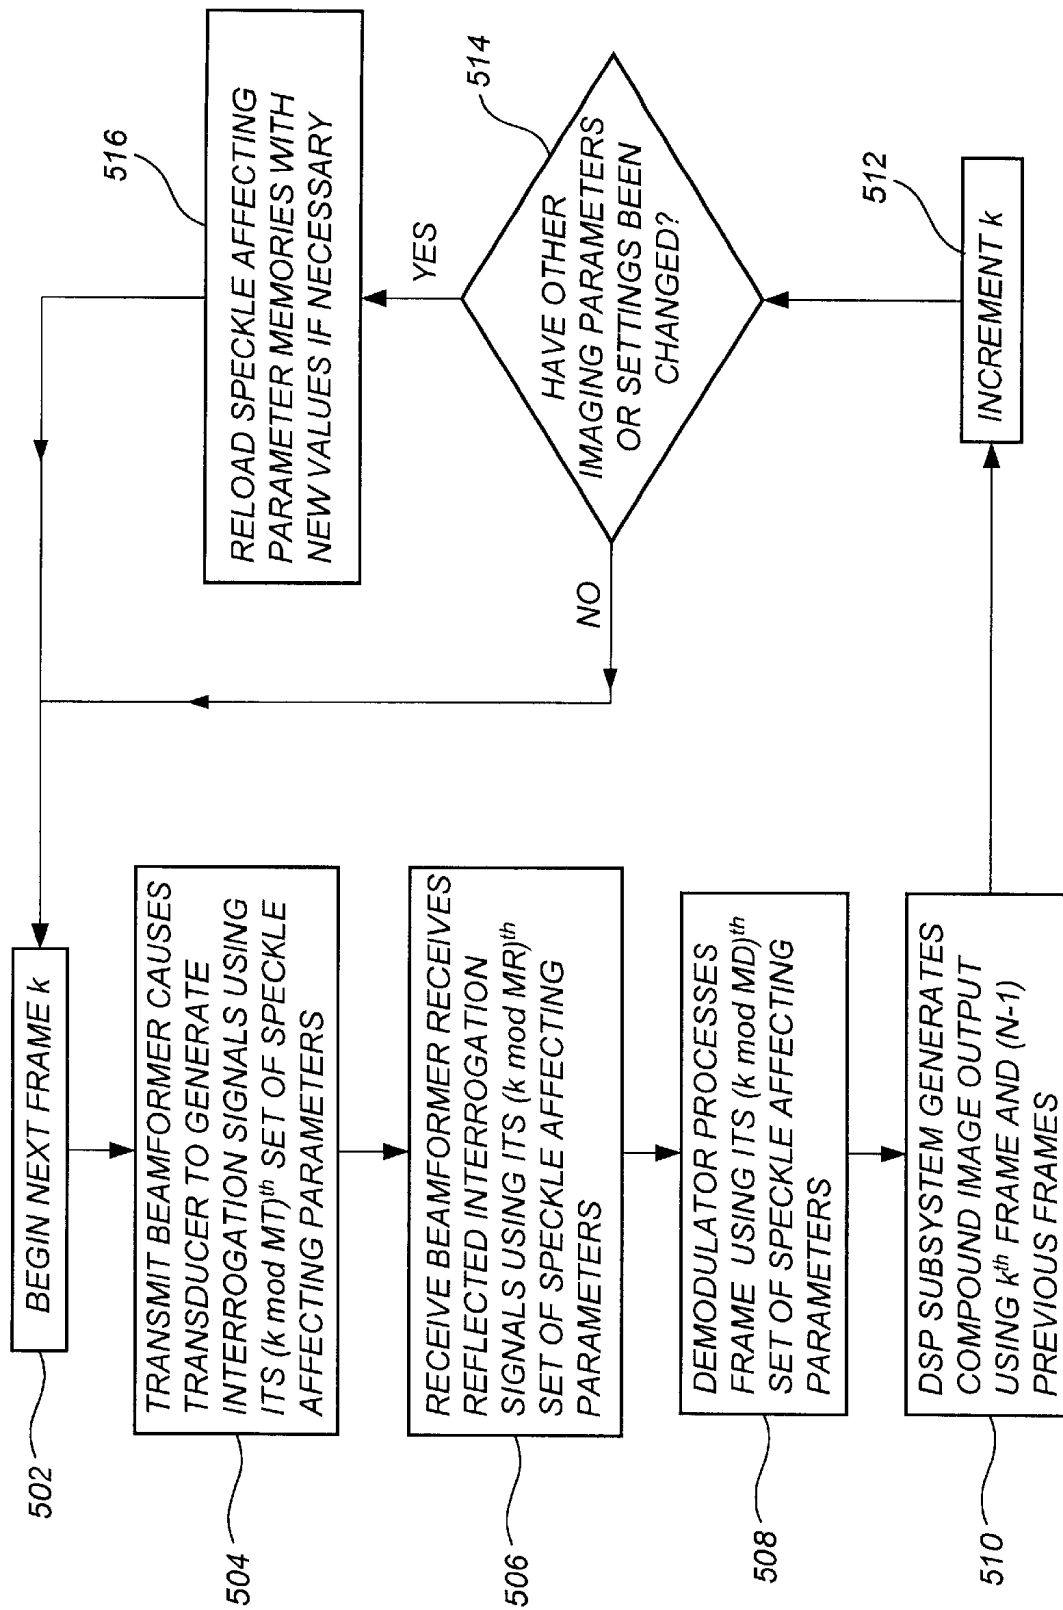 BEGIN NEXT FRAME k
502
TRANSMIT BEAMFORMER CAUSES
TRANSDUCER TO GENERATE
INTERROGATION SIGNALS USING
ITS (k mod MT)th SET OF SPECKLE
AFFECTING PARAMETERS
504
RECEIVE BEAMFORMER RECEIVES
REFLECTED INTERROGATION
SIGNALS USING ITS (k mod MR)th
SET OF SPECKLE AFFECTING
PARAMETERS
506
DEMODULATOR PROCESSES
FRAME USING ITS (k mod MD)th
SET OF SPECKLE AFFECTING
PARAMETERS
508
DSP SUBSYSTEM GENERATES
COMPOUND IMAGE OUTPUT
USING kth FRAME AND (N-1)
PREVIOUS FRAMES
510
INCREMENT k
512
HAVE OTHER
IMAGING PARAMETERS
OR SETTINGS BEEN
CHANGED?
514
NO
YES
RELOAD SPECKLE AFFECTING
PARAMETER MEMORIES WITH
NEW VALUES IF NECESSARY
516